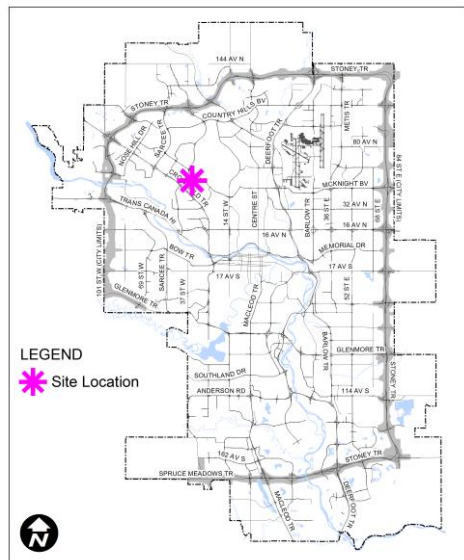 144 AV N
STONEY TR
STONEY TR
COUNTRY HILLS BV
METIS TR
NOSE HILL DR
SARCEE TR
DEERFOOT TR
80 AV N
84 ST E (CITY LIMITS)
MCKNIGHT BV
TRANS CANADA HI
14 ST W
CENTRE ST
BARLOW TR
36 ST E
32 AV N
68 ST E
16 AV N
16 AV N
MEMORIAL DR
BOW TR
17 AV S
17 AV S
101 ST W (CITY LIMITS)
69 ST W
SARCEE TR
37 ST W
GLENMORE TR
MACLEOD TR
52 ST E
BARLOW TR
GLENMORE TR
LEGEND
Site Location
SOUTHLAND DR
ANDERSON RD
114 AV S
STONEY TR
162 AV S
STONEY TR
SPRUCE MEADOWS TR
MACLEOD TR
DEERFOOT TR
N